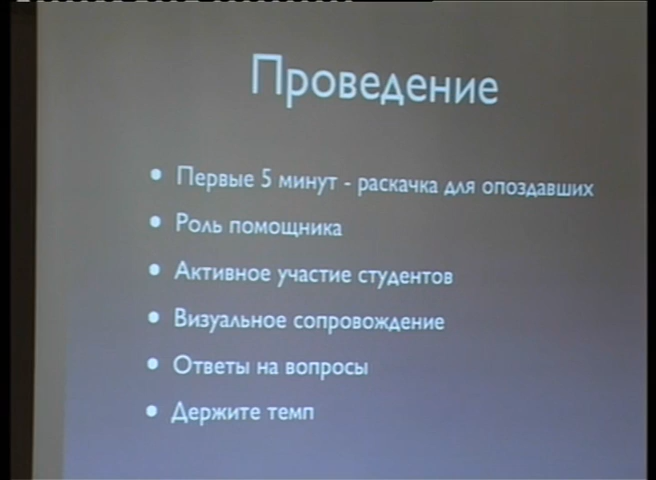 Проведение
• Первые 5 минут - раскачка для опоздавших
• Роль помощника
• Активное участие студентов
• Визуальное сопровождение
• Ответы на вопросы
• Держите темп